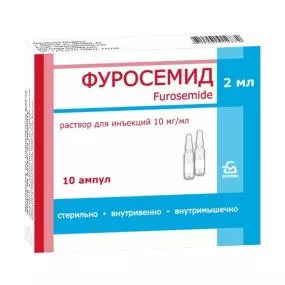 ФУРОСЕМИД
Furosemide
2 мл
раствор для инъекций 10 мг/мл
10 ампул
стерильно • внутривенно • внутримышечно